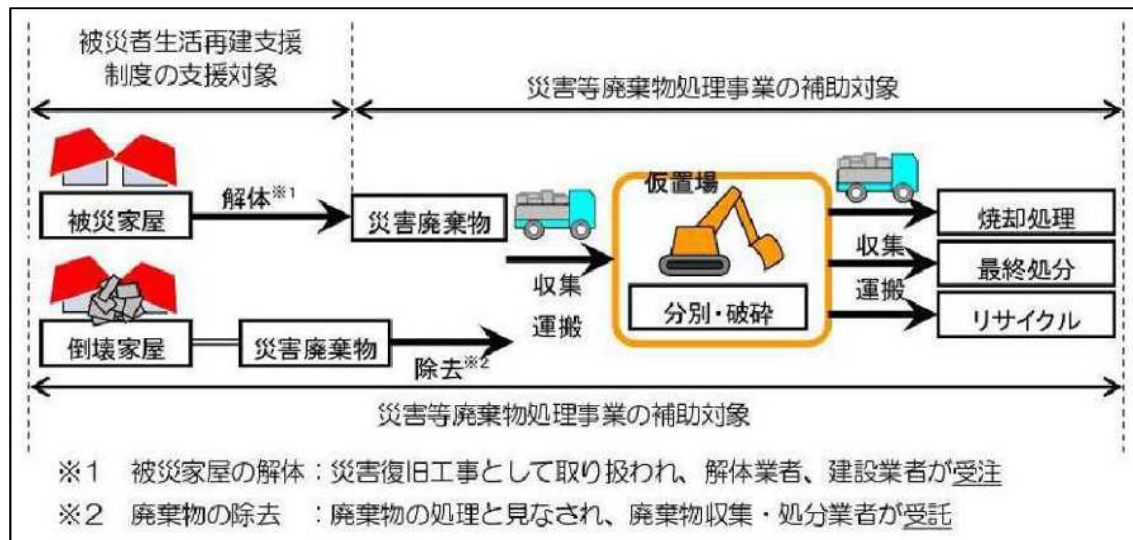 被災者生活再建支援
制度の支援対象
災害等廃棄物処理事業の補助対象
被災家屋
解体※1
災害廃棄物
収集
運搬
仮置場
分別・破砕
収集
運搬
焼却処理
最終処分
リサイクル
倒壊家屋
災害廃棄物
除去※2
災害等廃棄物処理事業の補助対象
※1 被災家屋の解体：災害復旧工事として取り扱われ、解体業者、建設業者が受注
※2 廃棄物の除去 ：廃棄物の処理と見なされ、廃棄物収集・処分業者が受託